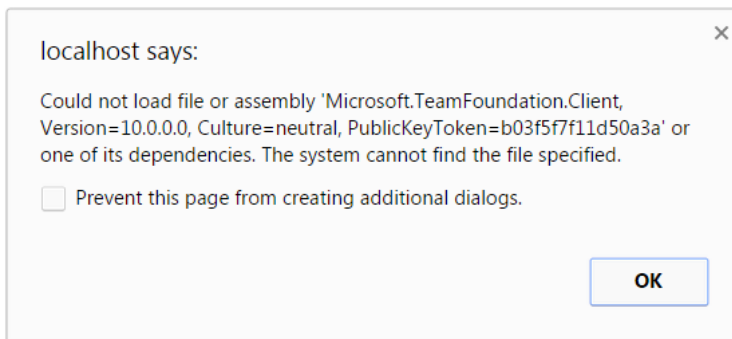 localhost says:
Could not load file or assembly 'Microsoft.TeamFoundation.Client,
Version=10.0.0.0, Culture=neutral, PublicKeyToken=b03f5f7f11d50a3a' or
one of its dependencies. The system cannot find the file specified.
Prevent this page from creating additional dialogs.
OK